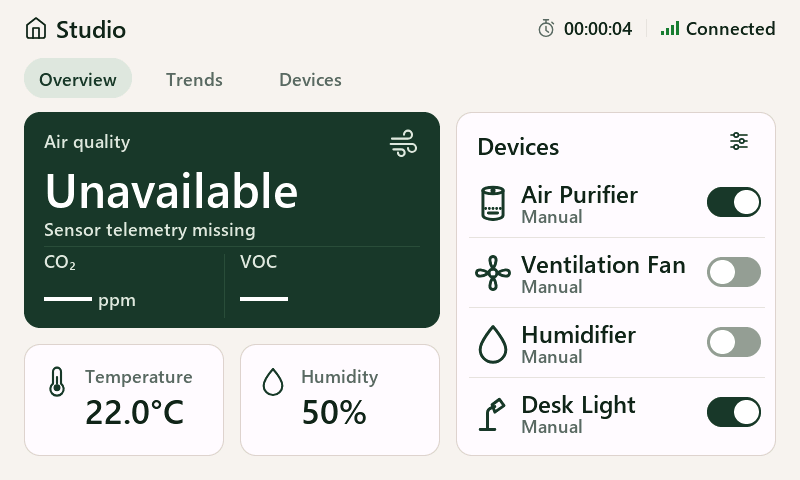 Studio
00:00:04
Connected
Overview
Trends
Devices
Air quality
Unavailable
Sensor telemetry missing
CO₂
VOC
— ppm
—
Temperature
22.0°C
Humidity
50%
Devices
Air Purifier
Manual
Ventilation Fan
Manual
Humidifier
Manual
Desk Light
Manual